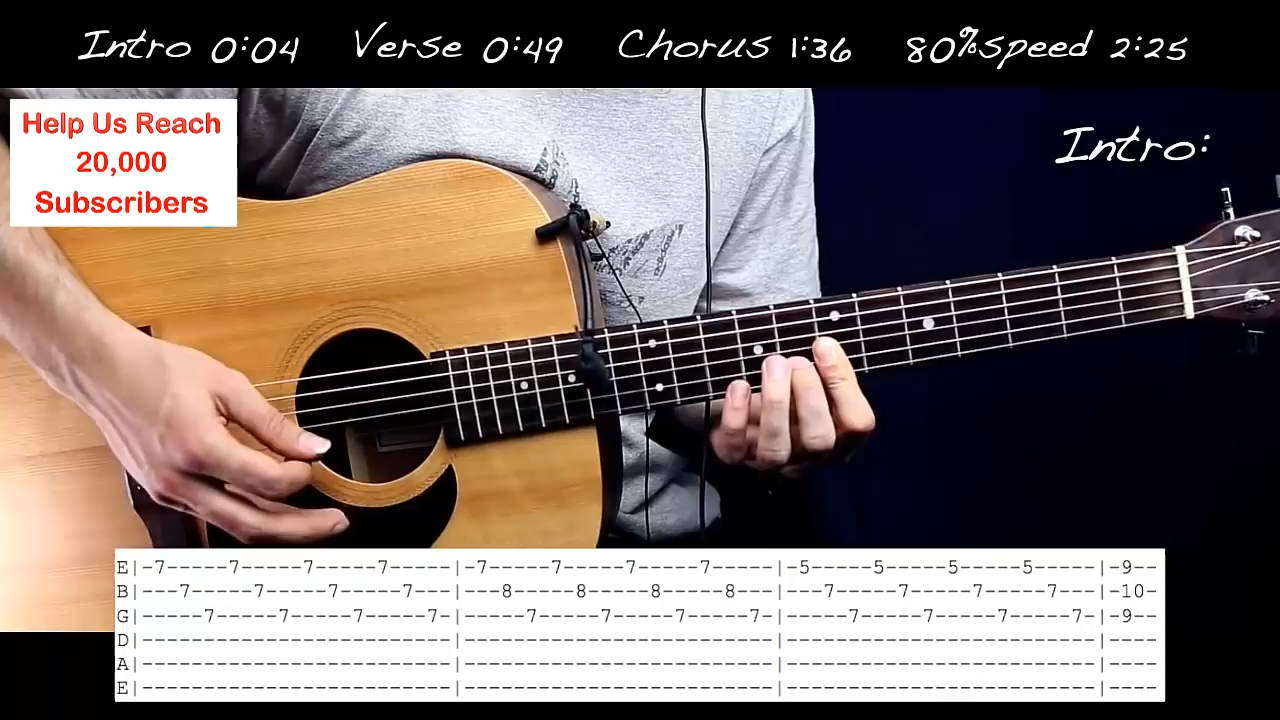 Intro 0:04 Verse 0:49 Chorus 1:36 80%speed 2:25
Help Us Reach
20,000
Subscribers
Intro:
E|-7-----7-----7-----7-----|-7-----7-----7-----7-----|-5-----5-----5-----5-----|-9--
B|---7-----7-----7-----7---|---8-----8-----8-----8---|---7-----7-----7-----7---|-10-
G|-----7-----7-----7-----7-|-----7-----7-----7-----7-|-----7-----7-----7-----7-|-9--
D|-------------------------|-------------------------|-------------------------|----
A|-------------------------|-------------------------|-------------------------|----
E|-------------------------|-------------------------|-------------------------|----